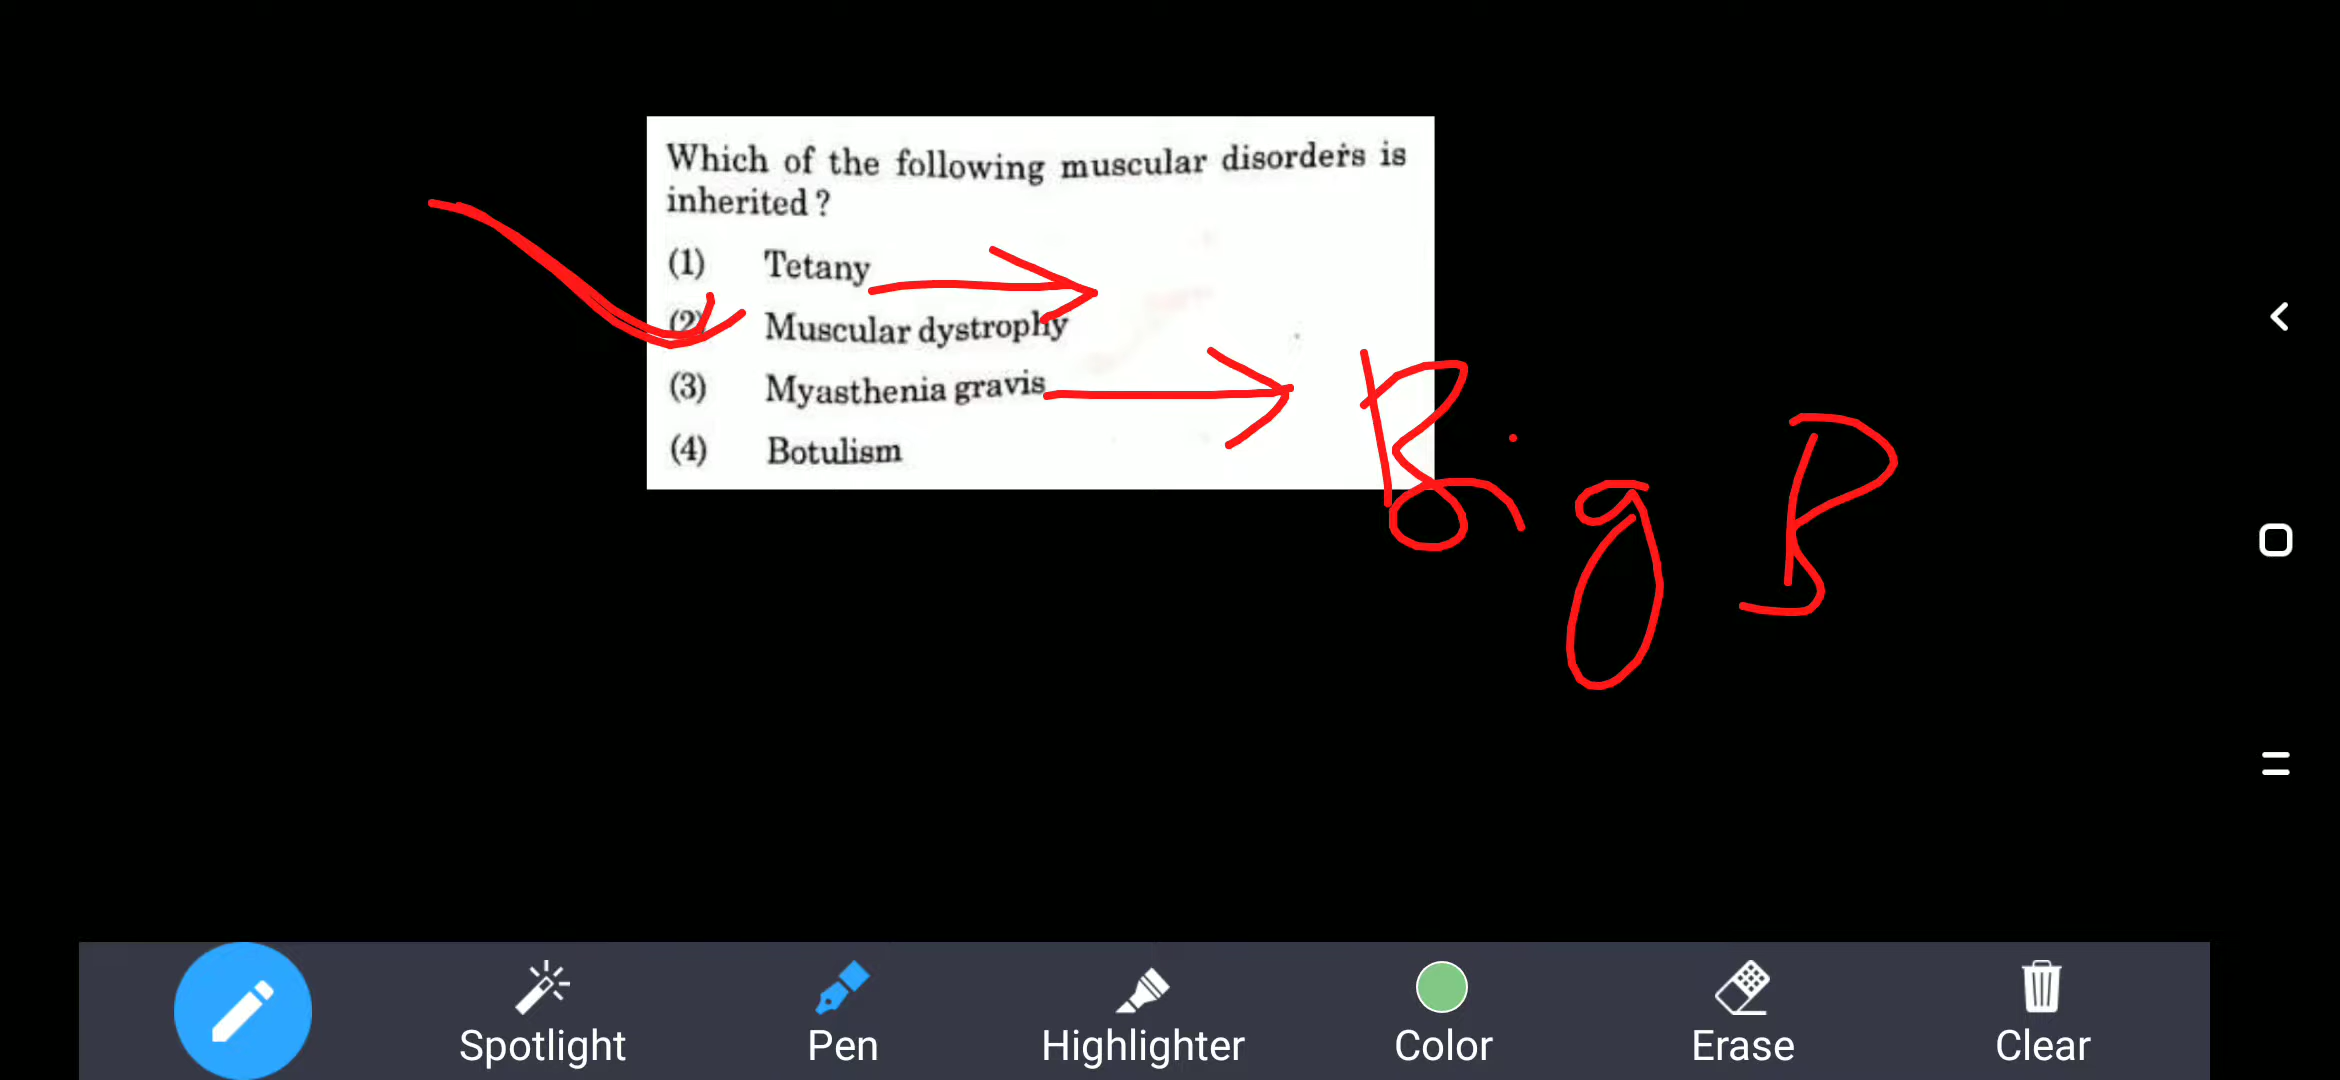 Which of the following muscular disorders is
inherited ?
(1) Tetany
(2) Muscular dystrophy
(3) Myasthenia gravis
(4) Botulism
Big B
Spotlight
Pen
Highlighter
Color
Erase
Clear